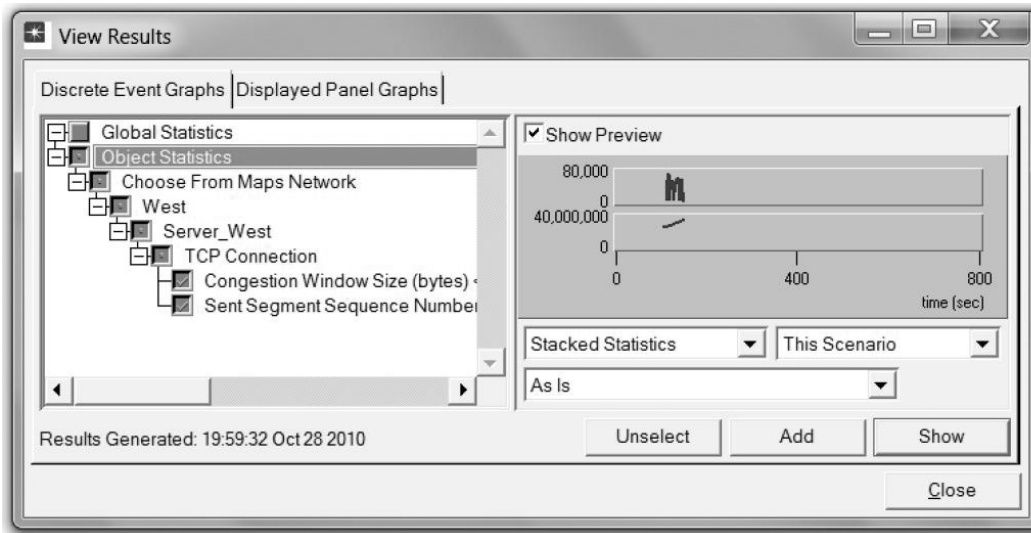 View Results
Discrete Event Graphs Displayed Panel Graphs
Global Statistics
Object Statistics
Choose From Maps Network
West
Server_West
TCP Connection
Congestion Window Size (bytes) <
Sent Segment Sequence Number
Show Preview
80,000
0
40,000,000
0
0 400 800
time (sec)
Stacked Statistics This Scenario
As Is
Results Generated: 19:59:32 Oct 28 2010
Unselect Add Show
Close